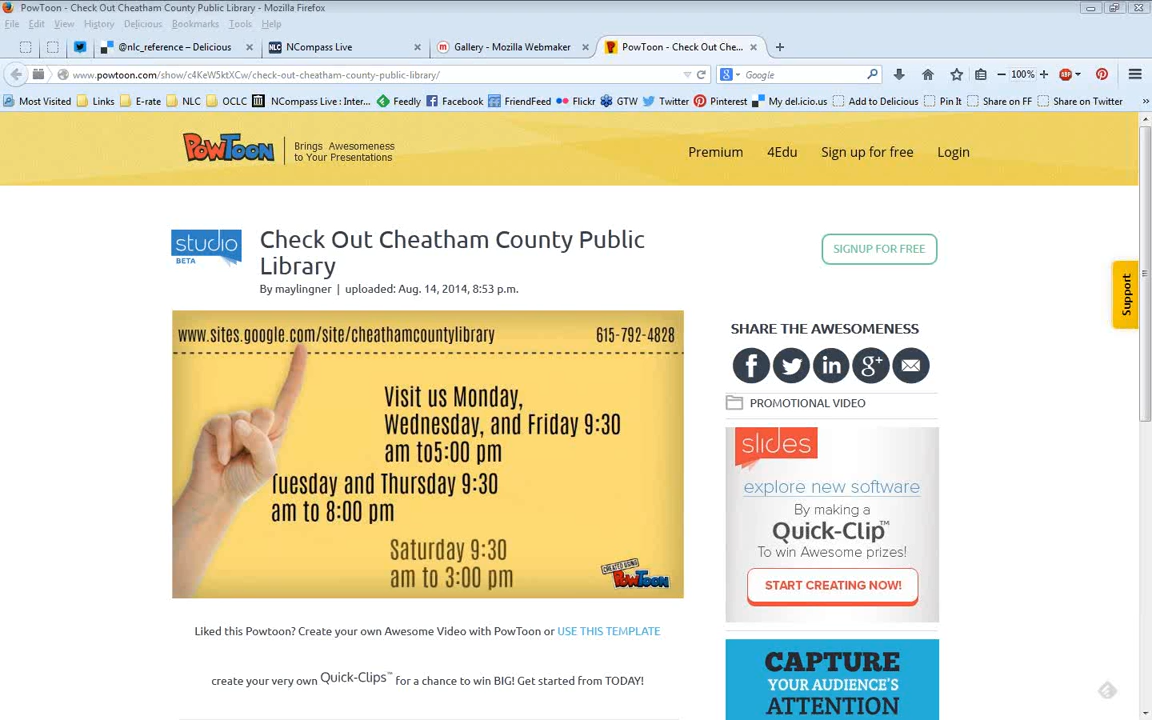 PowToon - Check Out Cheatham County Public Library - Mozilla Firefox
File Edit View History Delicious Bookmarks Tools Help
@nlc_reference – Delicious × NCompass Live × Gallery - Mozilla Webmaker × PowToon - Check Out Che... ×
www.powtoon.com/show/c4KeW5ktXCw/check-out-cheatham-county-public-library/ Google 100%
Most Visited Links E-rate NLC OCLC NCompass Live : Inter... Feedly Facebook FriendFeed Flickr GTW Twitter Pinterest My del.icio.us Add to Delicious Pin It Share on FF Share on Twitter »
PowToon Brings Awesomeness
to Your Presentations
Premium 4Edu Sign up for free Login
studio
BETA
Check Out Cheatham County Public
Library
By maylingner | uploaded: Aug. 14, 2014, 8:53 p.m.
SIGNUP FOR FREE
Support
www.sites.google.com/site/cheathamcountylibrary 615-792-4828
Visit us Monday,
Wednesday, and Friday 9:30
am to5:00 pm
Tuesday and Thursday 9:30
am to 8:00 pm
Saturday 9:30
am to 3:00 pm
CREATED USING
PowToon
SHARE THE AWESOMENESS
PROMOTIONAL VIDEO
slides
explore new software
By making a
Quick-Clip™
To win Awesome prizes!
START CREATING NOW!
Liked this Powtoon? Create your own Awesome Video with PowToon or USE THIS TEMPLATE
create your very own Quick-Clips™ for a chance to win BIG! Get started from TODAY!
CAPTURE
YOUR AUDIENCE'S
ATTENTION